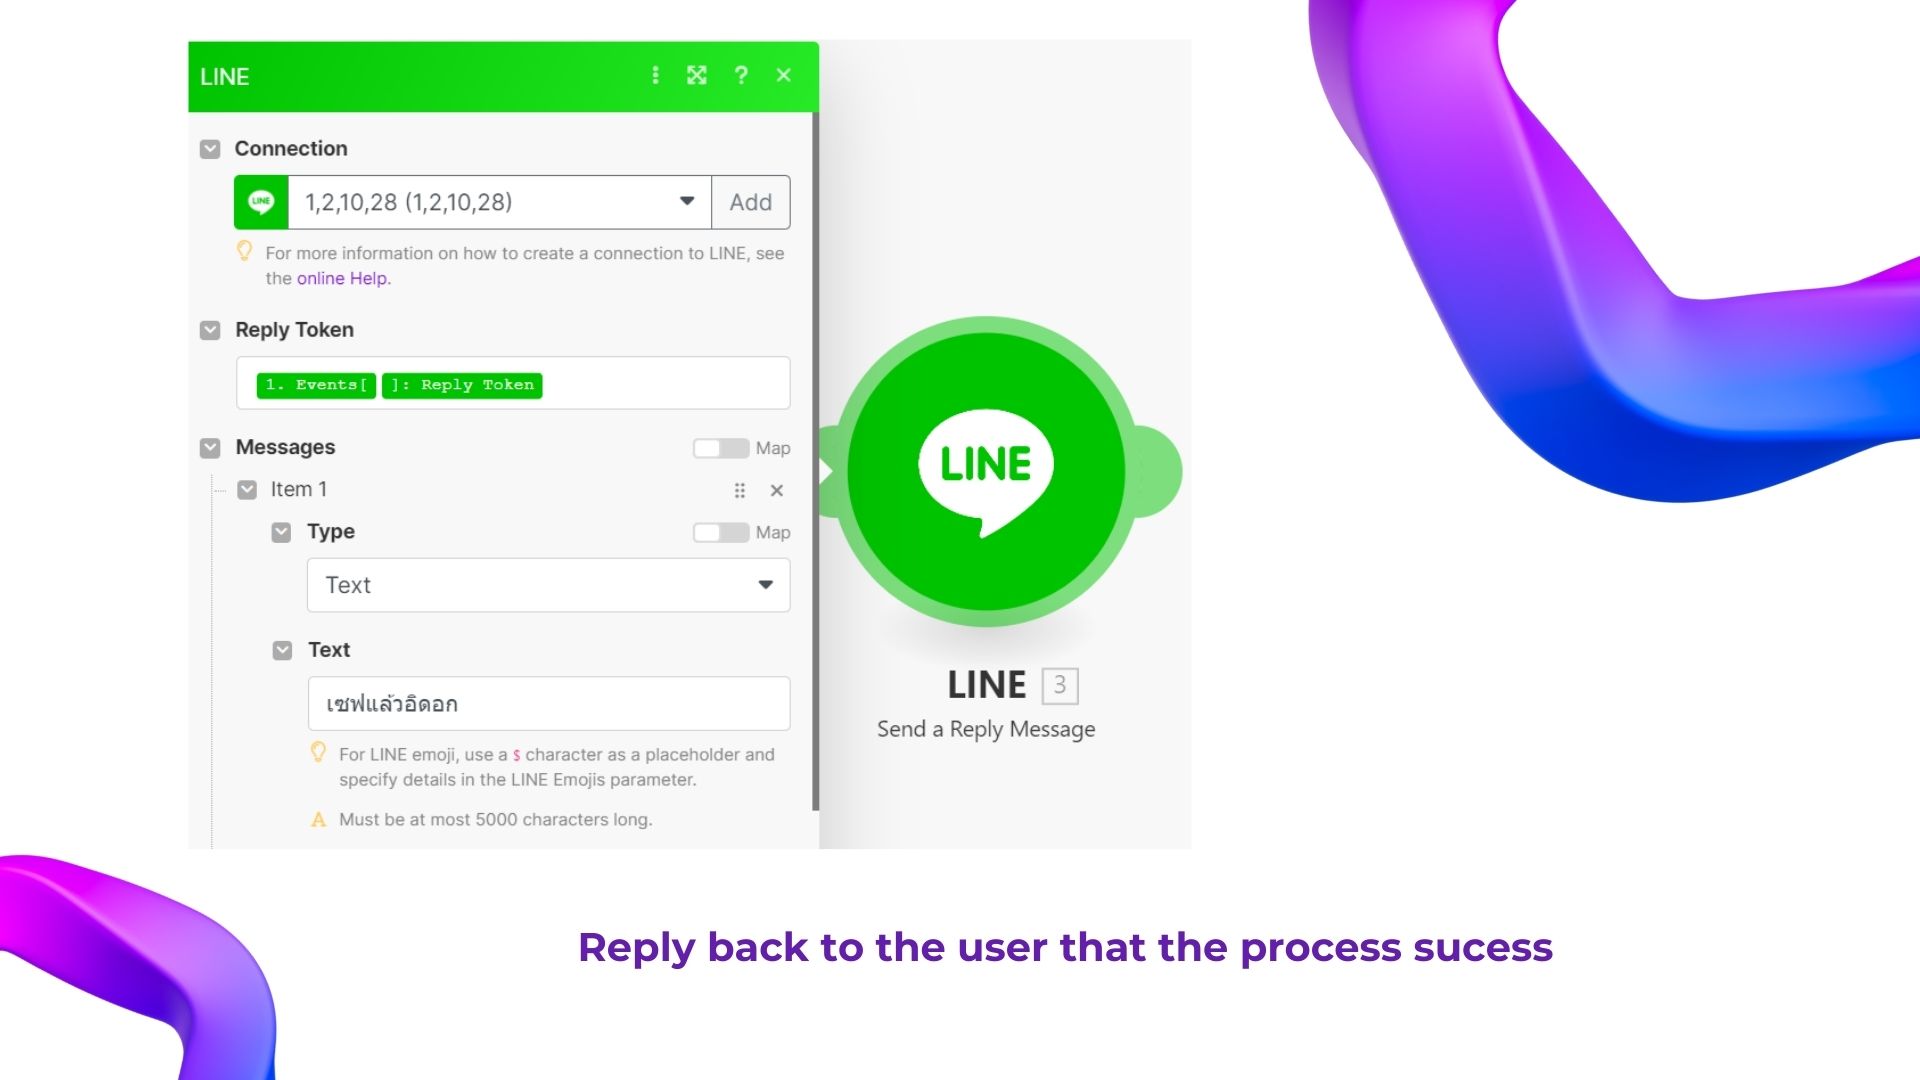 LINE
Connection
LINE
1,2,10,28 (1,2,10,28)
Add
For more information on how to create a connection to LINE, see
the online Help.
Reply Token
1. Events[ ]: Reply Token
Messages
Map
Item 1
Type
Map
Text
Text
เซฟแล้วอิดอก
For LINE emoji, use a $ character as a placeholder and
specify details in the LINE Emojis parameter.
Must be at most 5000 characters long.
LINE
LINE 3
Send a Reply Message
Reply back to the user that the process sucess